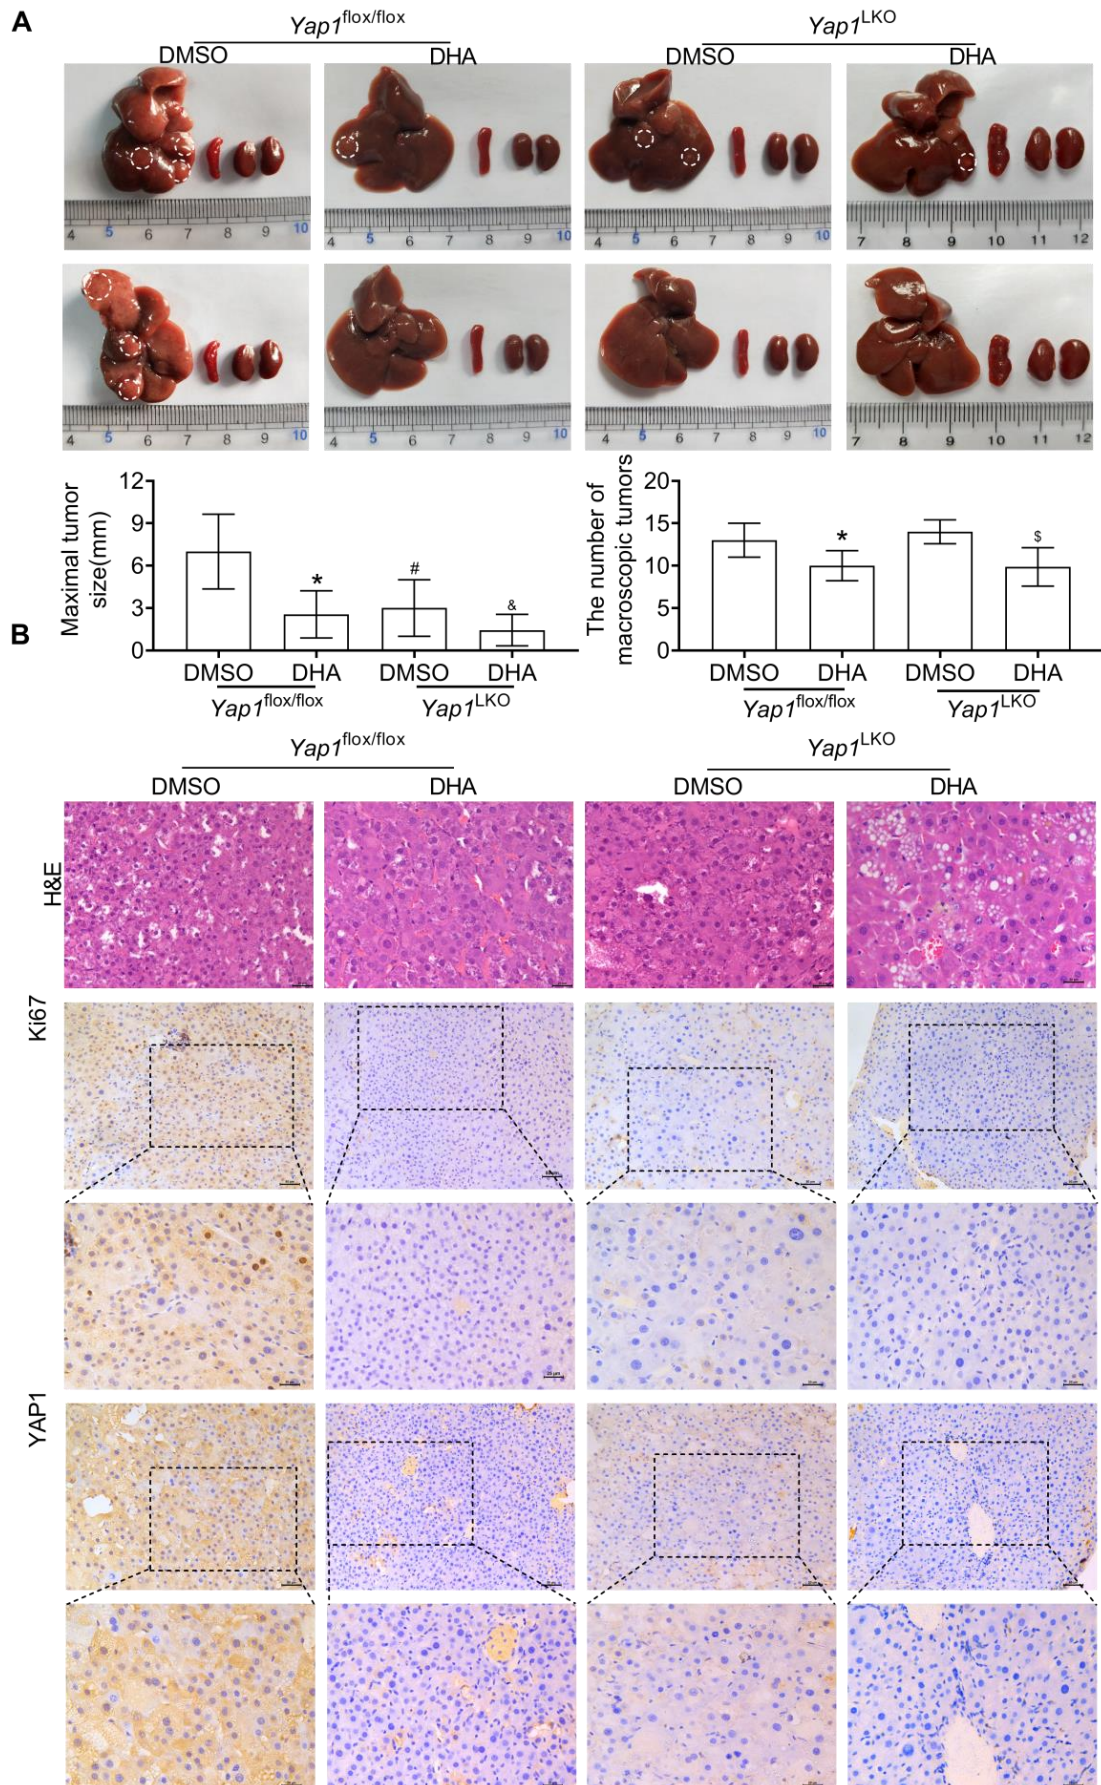 A
Yap1flox/flox
Yap1LKO
DMSO
DHA
DMSO
DHA
4 5 6 7 8 9 10
4 5 6 7 8 9 10
4 5 6 7 8 9 10
7 8 9 10 11 12
4 5 6 7 8 9 10
4 5 6 7 8 9 10
4 5 6 7 8 9 10
7 8 9 10 11 12
Maximal tumor
size(mm)
12
9
6
3
0
*
#
&
DMSO
DHA
DMSO
DHA
Yap1flox/flox
Yap1LKO
The number of
macroscopic tumors
20
15
10
5
0
*
$
DMSO
DHA
DMSO
DHA
Yap1flox/flox
Yap1LKO
B
Yap1flox/flox
Yap1LKO
DMSO
DHA
DMSO
DHA
H&E
Ki67
YAP1